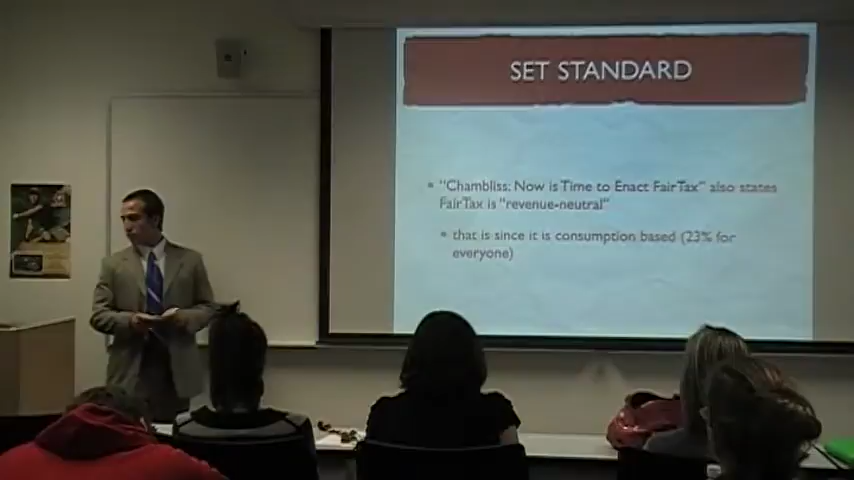 SET STANDARD
"Chambliss: Now is Time to Enact FairTax" also states
FairTax is "revenue-neutral"
that is since it is consumption based (23% for
everyone)